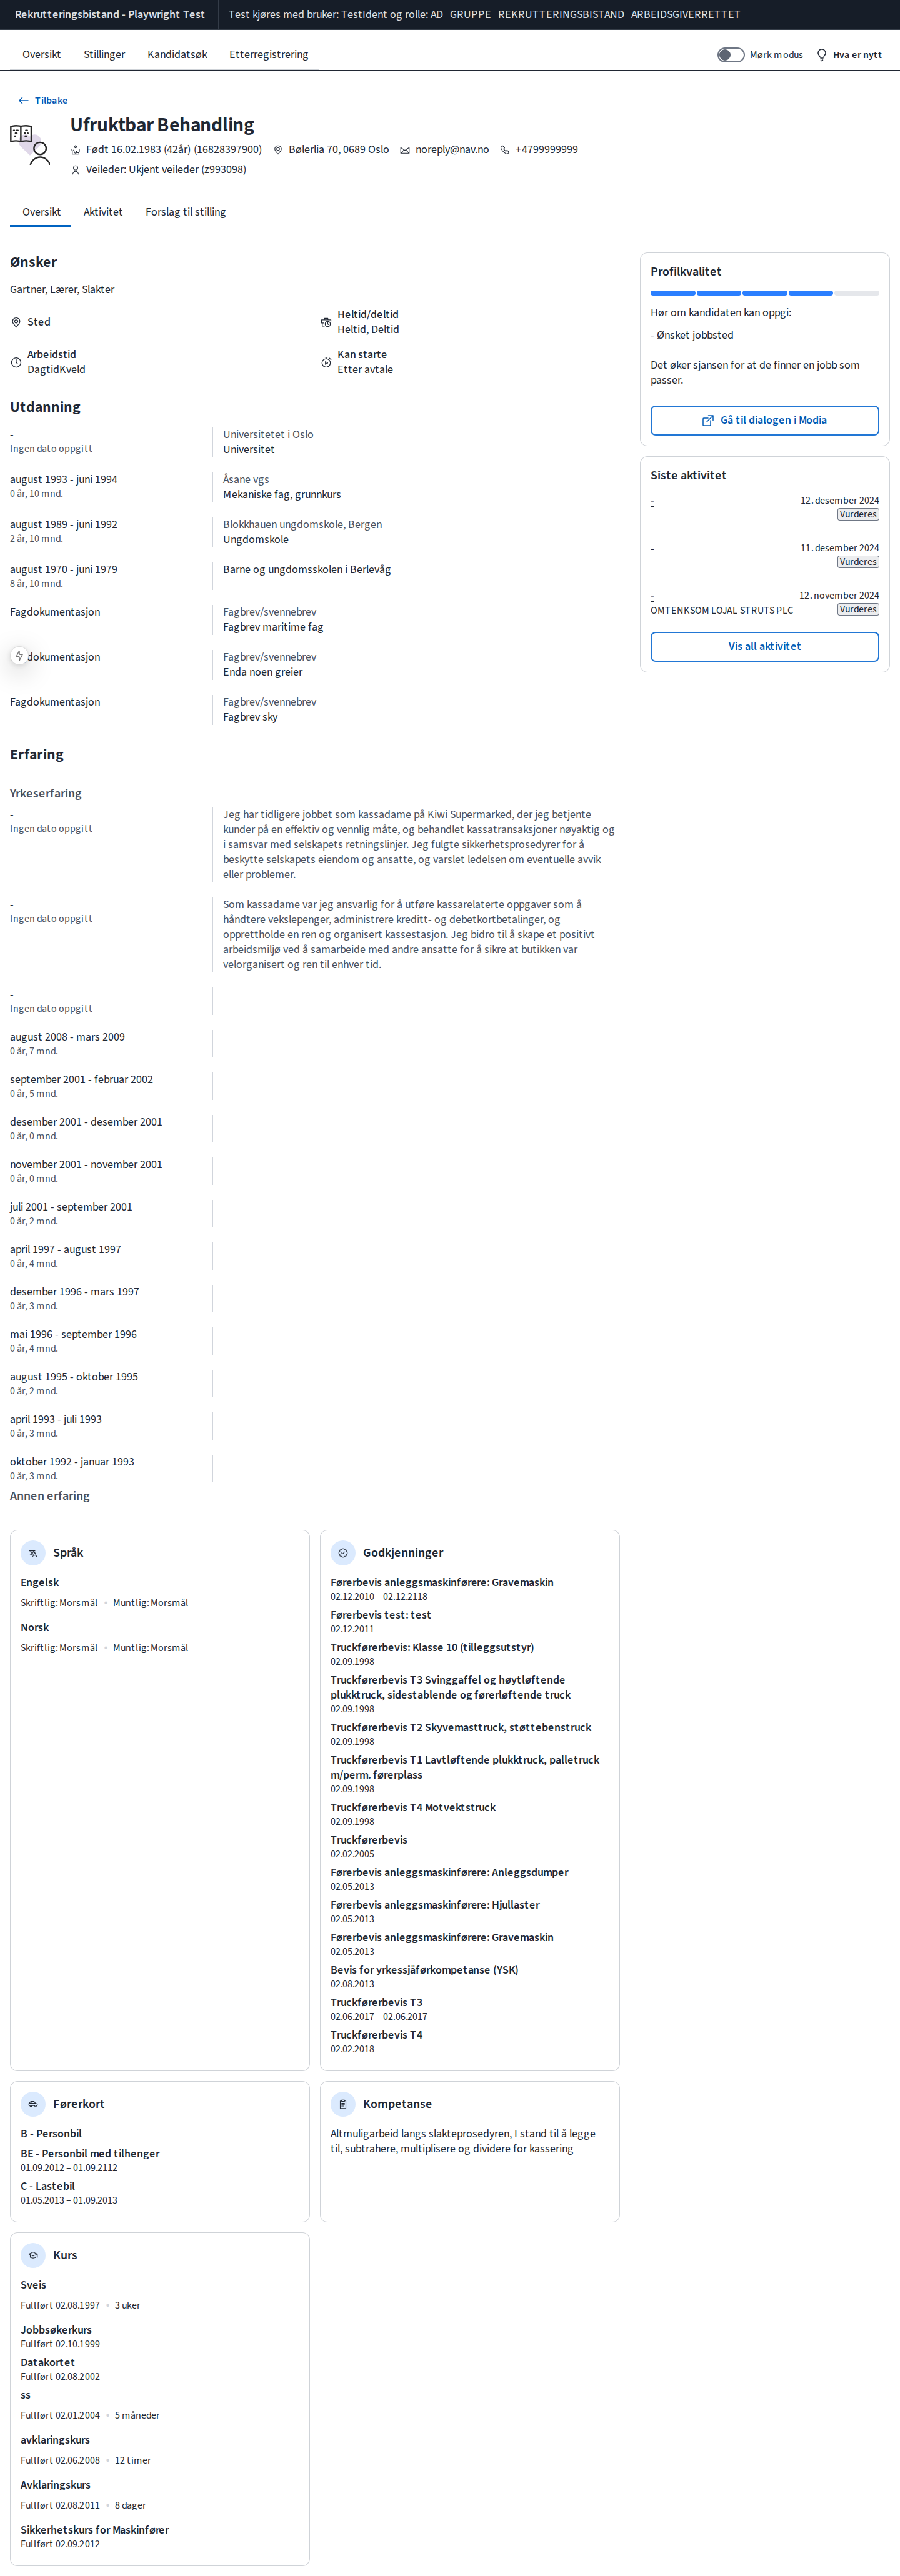 Rekrutteringsbistand - Playwright Test
Test kjøres med bruker: TestIdent og rolle: AD_GRUPPE_REKRUTTERINGSBISTAND_ARBEIDSGIVERRETTET
Oversikt
Stillinger
Kandidatsøk
Etterregistrering
Mørk modus
Hva er nytt
Tilbake
Ufruktbar Behandling
Født 16.02.1983 (42år) (16828397900)
Bølerlia 70, 0689 Oslo
noreply@nav.no
+4799999999
Veileder: Ukjent veileder (z993098)
Oversikt
Aktivitet
Forslag til stilling
Ønsker
Gartner, Lærer, Slakter
Sted
Heltid/deltid
Heltid, Deltid
Arbeidstid
DagtidKveld
Kan starte
Etter avtale
Utdanning
-
Ingen dato oppgitt
Universitetet i Oslo
Universitet
august 1993 - juni 1994
0 år, 10 mnd.
Åsane vgs
Mekaniske fag, grunnkurs
august 1989 - juni 1992
2 år, 10 mnd.
Blokkhauen ungdomskole, Bergen
Ungdomskole
august 1970 - juni 1979
8 år, 10 mnd.
Barne og ungdomsskolen i Berlevåg
Fagdokumentasjon
Fagbrev/svennebrev
Fagbrev maritime fag
dokumentasjon
Fagbrev/svennebrev
Enda noen greier
Fagdokumentasjon
Fagbrev/svennebrev
Fagbrev sky
Erfaring
Yrkeserfaring
-
Ingen dato oppgitt
Jeg har tidligere jobbet som kassadame på Kiwi Supermarked, der jeg betjente
kunder på en effektiv og vennlig måte, og behandlet kassatransaksjoner nøyaktig og
i samsvar med selskapets retningslinjer. Jeg fulgte sikkerhetsprosedyrer for å
beskytte selskapets eiendom og ansatte, og varslet ledelsen om eventuelle avvik
eller problemer.
-
Ingen dato oppgitt
Som kassadame var jeg ansvarlig for å utføre kassarelaterte oppgaver som å
håndtere vekslepenger, administrere kreditt- og debetkortbetalinger, og
opprettholde en ren og organisert kassestasjon. Jeg bidro til å skape et positivt
arbeidsmiljø ved å samarbeide med andre ansatte for å sikre at butikken var
velorganisert og ren til enhver tid.
-
Ingen dato oppgitt
august 2008 - mars 2009
0 år, 7 mnd.
september 2001 - februar 2002
0 år, 5 mnd.
desember 2001 - desember 2001
0 år, 0 mnd.
november 2001 - november 2001
0 år, 0 mnd.
juli 2001 - september 2001
0 år, 2 mnd.
april 1997 - august 1997
0 år, 4 mnd.
desember 1996 - mars 1997
0 år, 3 mnd.
mai 1996 - september 1996
0 år, 4 mnd.
august 1995 - oktober 1995
0 år, 2 mnd.
april 1993 - juli 1993
0 år, 3 mnd.
oktober 1992 - januar 1993
0 år, 3 mnd.
Annen erfaring
Språk
Engelsk
Skriftlig: Morsmål • Muntlig: Morsmål
Norsk
Skriftlig: Morsmål • Muntlig: Morsmål
Godkjenninger
Førerbevis anleggsmaskinførere: Gravemaskin
02.12.2010 – 02.12.2118
Førerbevis test: test
02.12.2011
Truckførerbevis: Klasse 10 (tilleggsutstyr)
02.09.1998
Truckførerbevis T3 Svinggaffel og høytløftende
plukktruck, sidestablende og førerløftende truck
02.09.1998
Truckførerbevis T2 Skyvemasttruck, støttebenstruck
02.09.1998
Truckførerbevis T1 Lavtløftende plukktruck, palletruck
m/perm. førerplass
02.09.1998
Truckførerbevis T4 Motvektstruck
02.09.1998
Truckførerbevis
02.02.2005
Førerbevis anleggsmaskinførere: Anleggsdumper
02.05.2013
Førerbevis anleggsmaskinførere: Hjullaster
02.05.2013
Førerbevis anleggsmaskinførere: Gravemaskin
02.05.2013
Bevis for yrkessjåførkompetanse (YSK)
02.08.2013
Truckførerbevis T3
02.06.2017 – 02.06.2017
Truckførerbevis T4
02.02.2018
Førerkort
B - Personbil
BE - Personbil med tilhenger
01.09.2012 – 01.09.2112
C - Lastebil
01.05.2013 – 01.09.2013
Kompetanse
Altmuligarbeid langs slakteprosedyren, I stand til å legge
til, subtrahere, multiplisere og dividere for kassering
Kurs
Sveis
Fullført 02.08.1997 • 3 uker
Jobbsøkerkurs
Fullført 02.10.1999
Datakortet
Fullført 02.08.2002
ss
Fullført 02.01.2004 • 5 måneder
avklaringskurs
Fullført 02.06.2008 • 12 timer
Avklaringskurs
Fullført 02.08.2011 • 8 dager
Sikkerhetskurs for Maskinfører
Fullført 02.09.2012
Profilkvalitet
Hør om kandidaten kan oppgi:
- Ønsket jobbsted
Det øker sjansen for at de finner en jobb som
passer.
Gå til dialogen i Modia
Siste aktivitet
-
12. desember 2024
Vurderes
-
11. desember 2024
Vurderes
-
12. november 2024
OMTENKSOM LOJAL STRUTS PLC
Vurderes
Vis all aktivitet